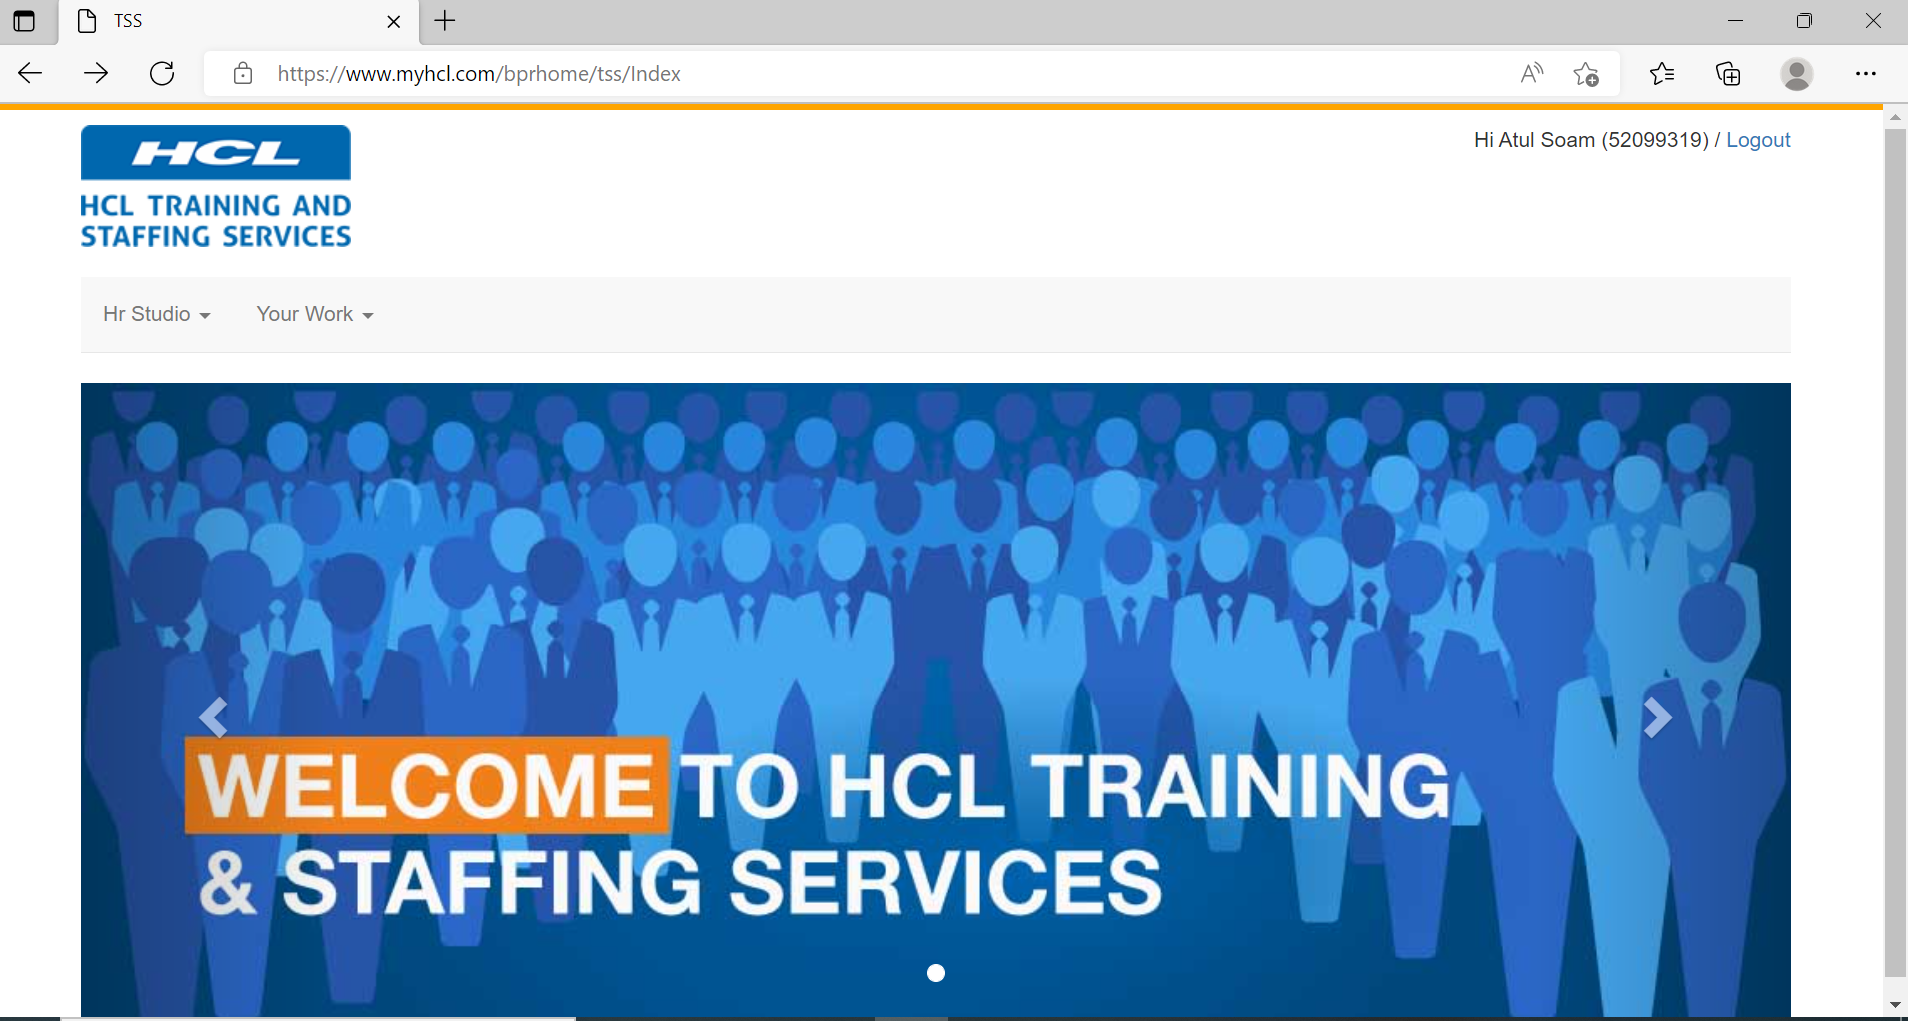 TSS
https://www.myhcl.com/bprhome/tss/Index
Hi Atul Soam (52099319) / Logout
HCL
HCL TRAINING AND
STAFFING SERVICES
Hr Studio
Your Work
WELCOME TO HCL TRAINING
& STAFFING SERVICES